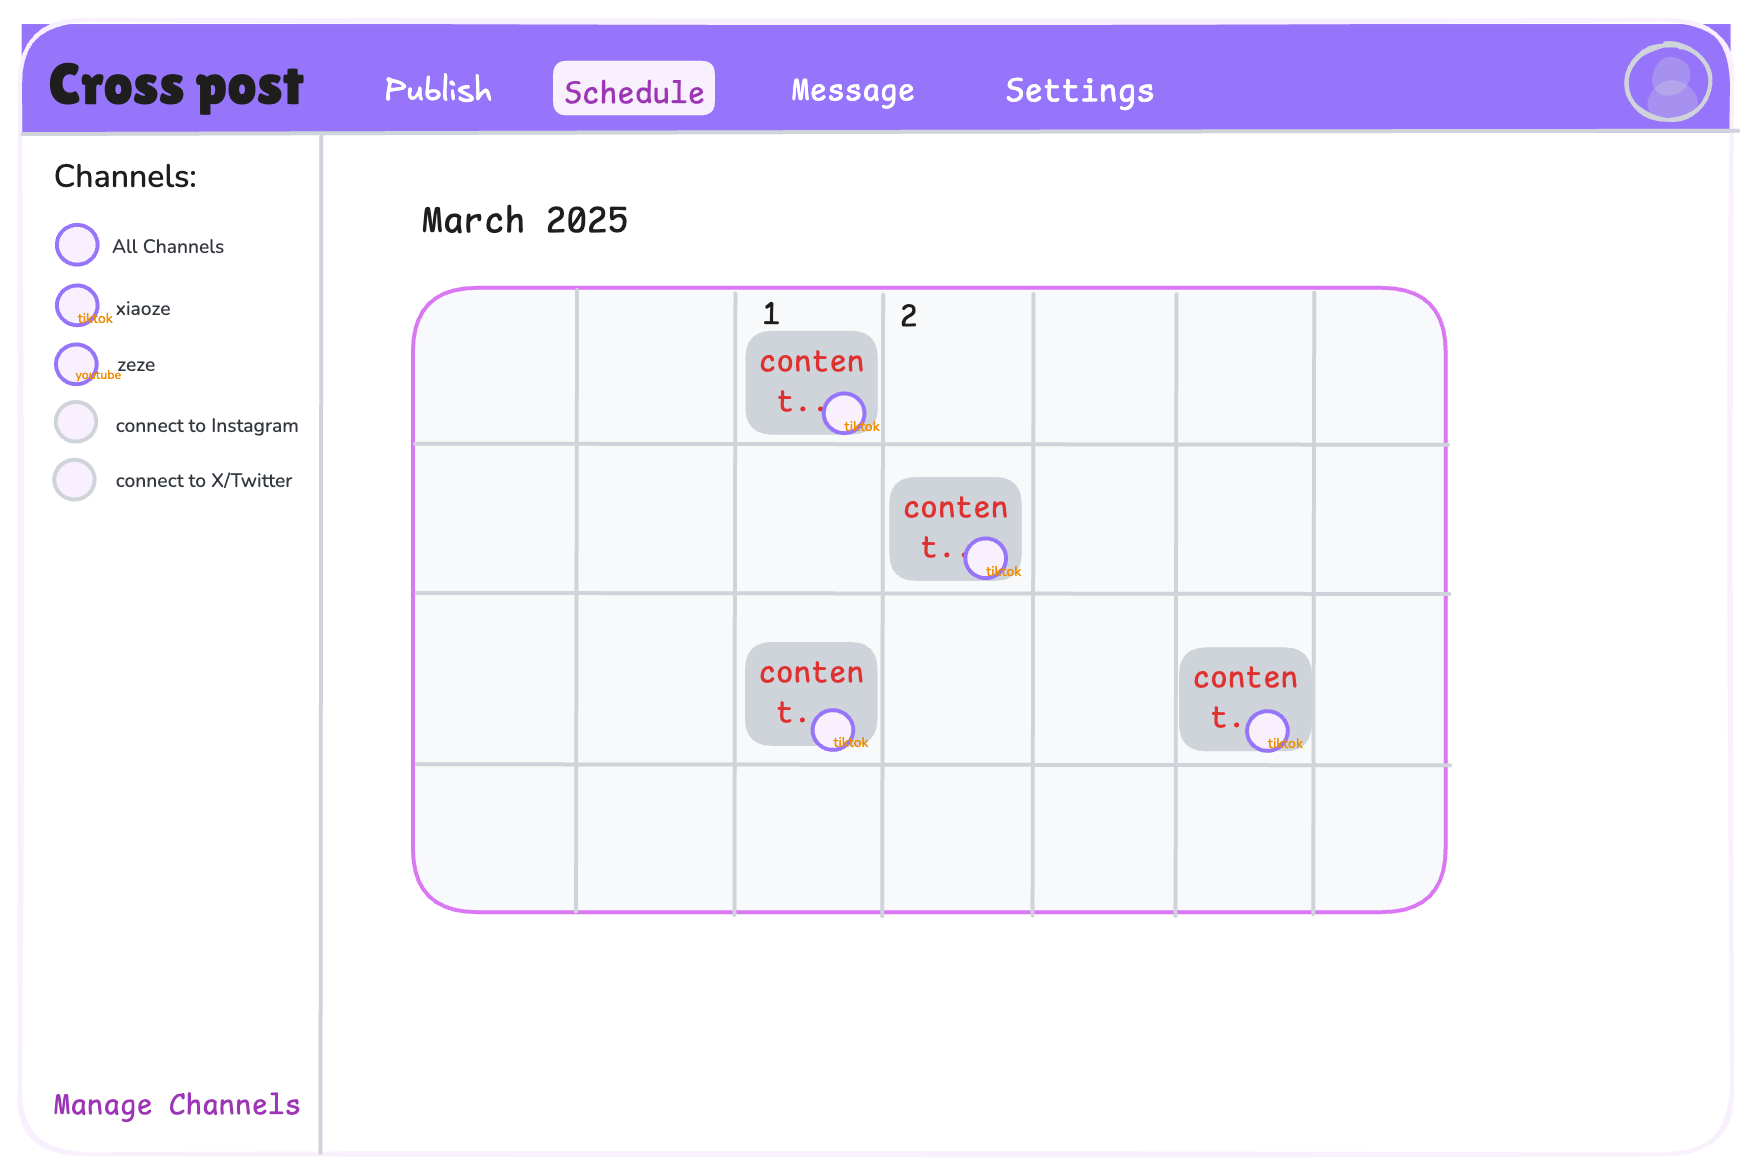 Cross post
Publish
Schedule
Message
Settings
Channels:
All Channels
xiaoze
tiktok
zeze
youtube
connect to Instagram
connect to X/Twitter
Manage Channels
March 2025
1
2
conten
t..
tiktok
conten
t..
tiktok
conten
t.
tiktok
conten
t.
tiktok